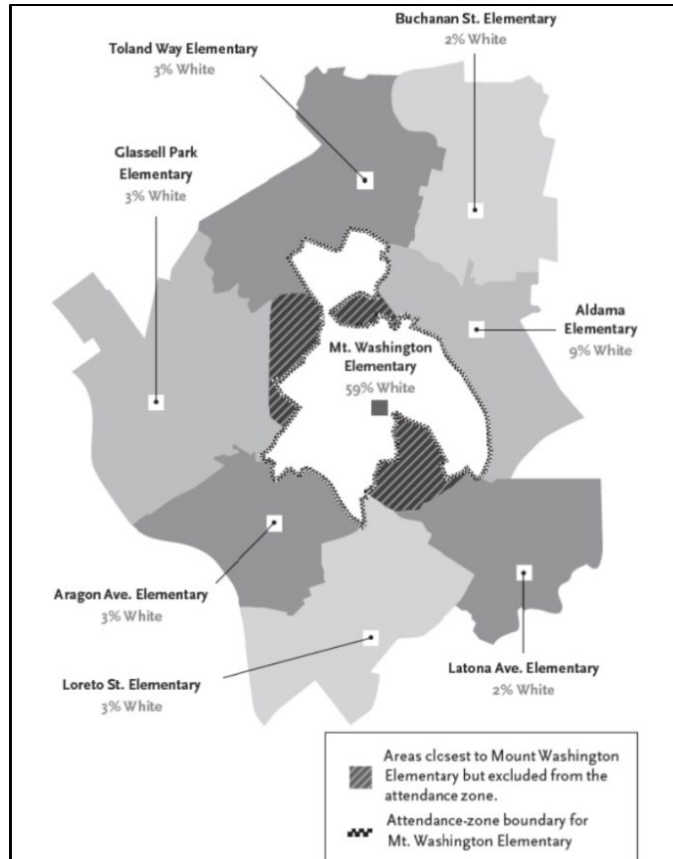 Buchanan St. Elementary
2% White
Toland Way Elementary
3% White
Glassell Park
Elementary
3% White
Aldama
Elementary
9% White
Mt. Washington
Elementary
59% White
Aragon Ave. Elementary
3% White
Loreto St. Elementary
3% White
Latona Ave. Elementary
2% White
Areas closest to Mount Washington
Elementary but excluded from the
attendance zone.
Attendance-zone boundary for
Mt. Washington Elementary